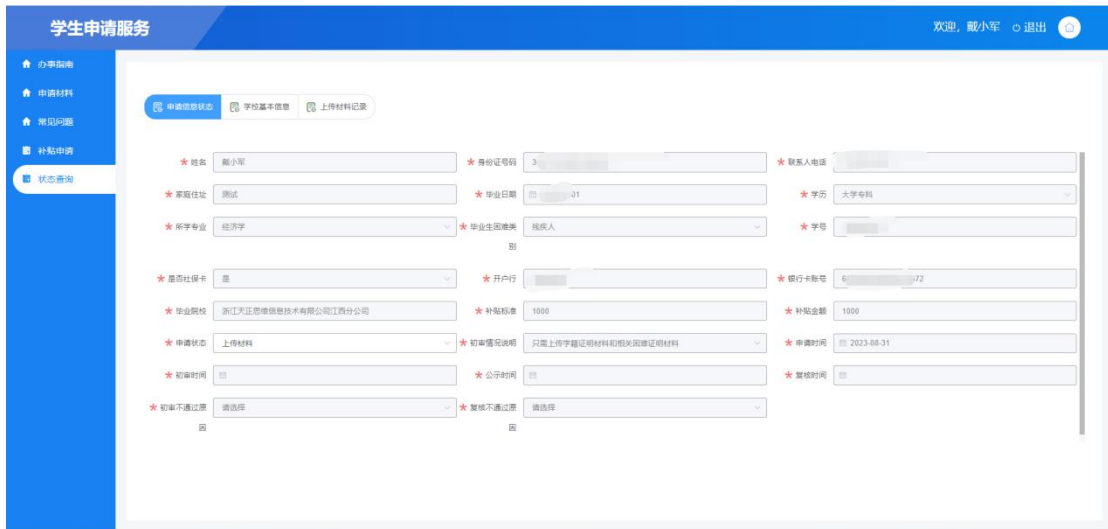 学生申请服务
欢迎，戴小军 退出
办事指南
申请材料
常见问题
补贴申请
状态查询
申请信息状态 学校基本信息 上传材料记录
* 姓名 戴小军 * 身份证号码 3 * 联系人电话
* 家庭住址 测试 * 毕业日期 01 * 学历 大学专科
* 所学专业 经济学 * 毕业生困难类别 残疾人 * 学号
* 是否社保卡 是 * 开户行 * 银行卡账号 6 572
* 毕业院校 浙江天正思维信息技术有限公司江西分公司 * 补贴标准 1000 * 补贴金额 1000
* 申请状态 上传材料 * 初审情况说明 只需上传学籍证明材料和相关困难证明材料 * 申请时间 2023-08-31
* 初审时间 * 公示时间 * 复核时间
* 初审不通过原因 请选择 * 复核不通过原因 请选择